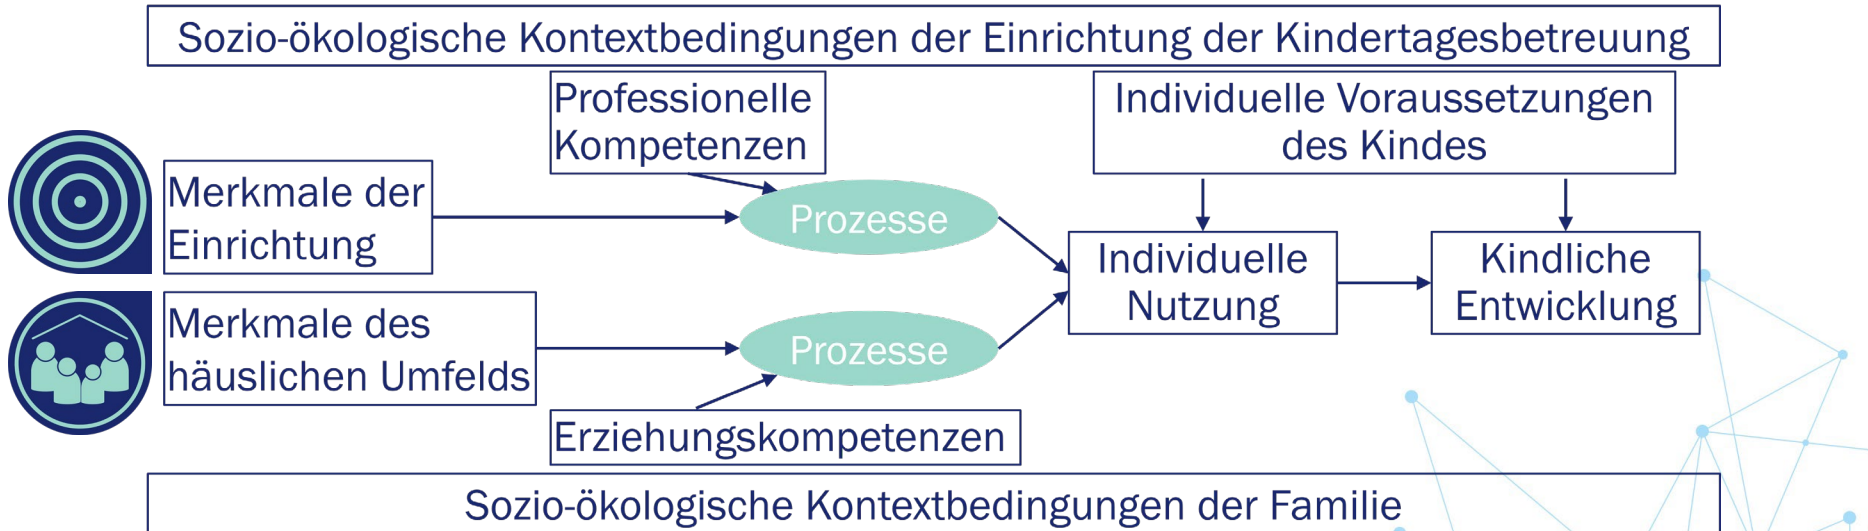 Sozio-ökologische Kontextbedingungen der Einrichtung der Kindertagesbetreuung
Professionelle
Kompetenzen
Individuelle Voraussetzungen
des Kindes
Merkmale der
Einrichtung
Prozesse
Individuelle
Nutzung
Kindliche
Entwicklung
Merkmale des
häuslichen Umfelds
Prozesse
Erziehungskompetenzen
Sozio-ökologische Kontextbedingungen der Familie